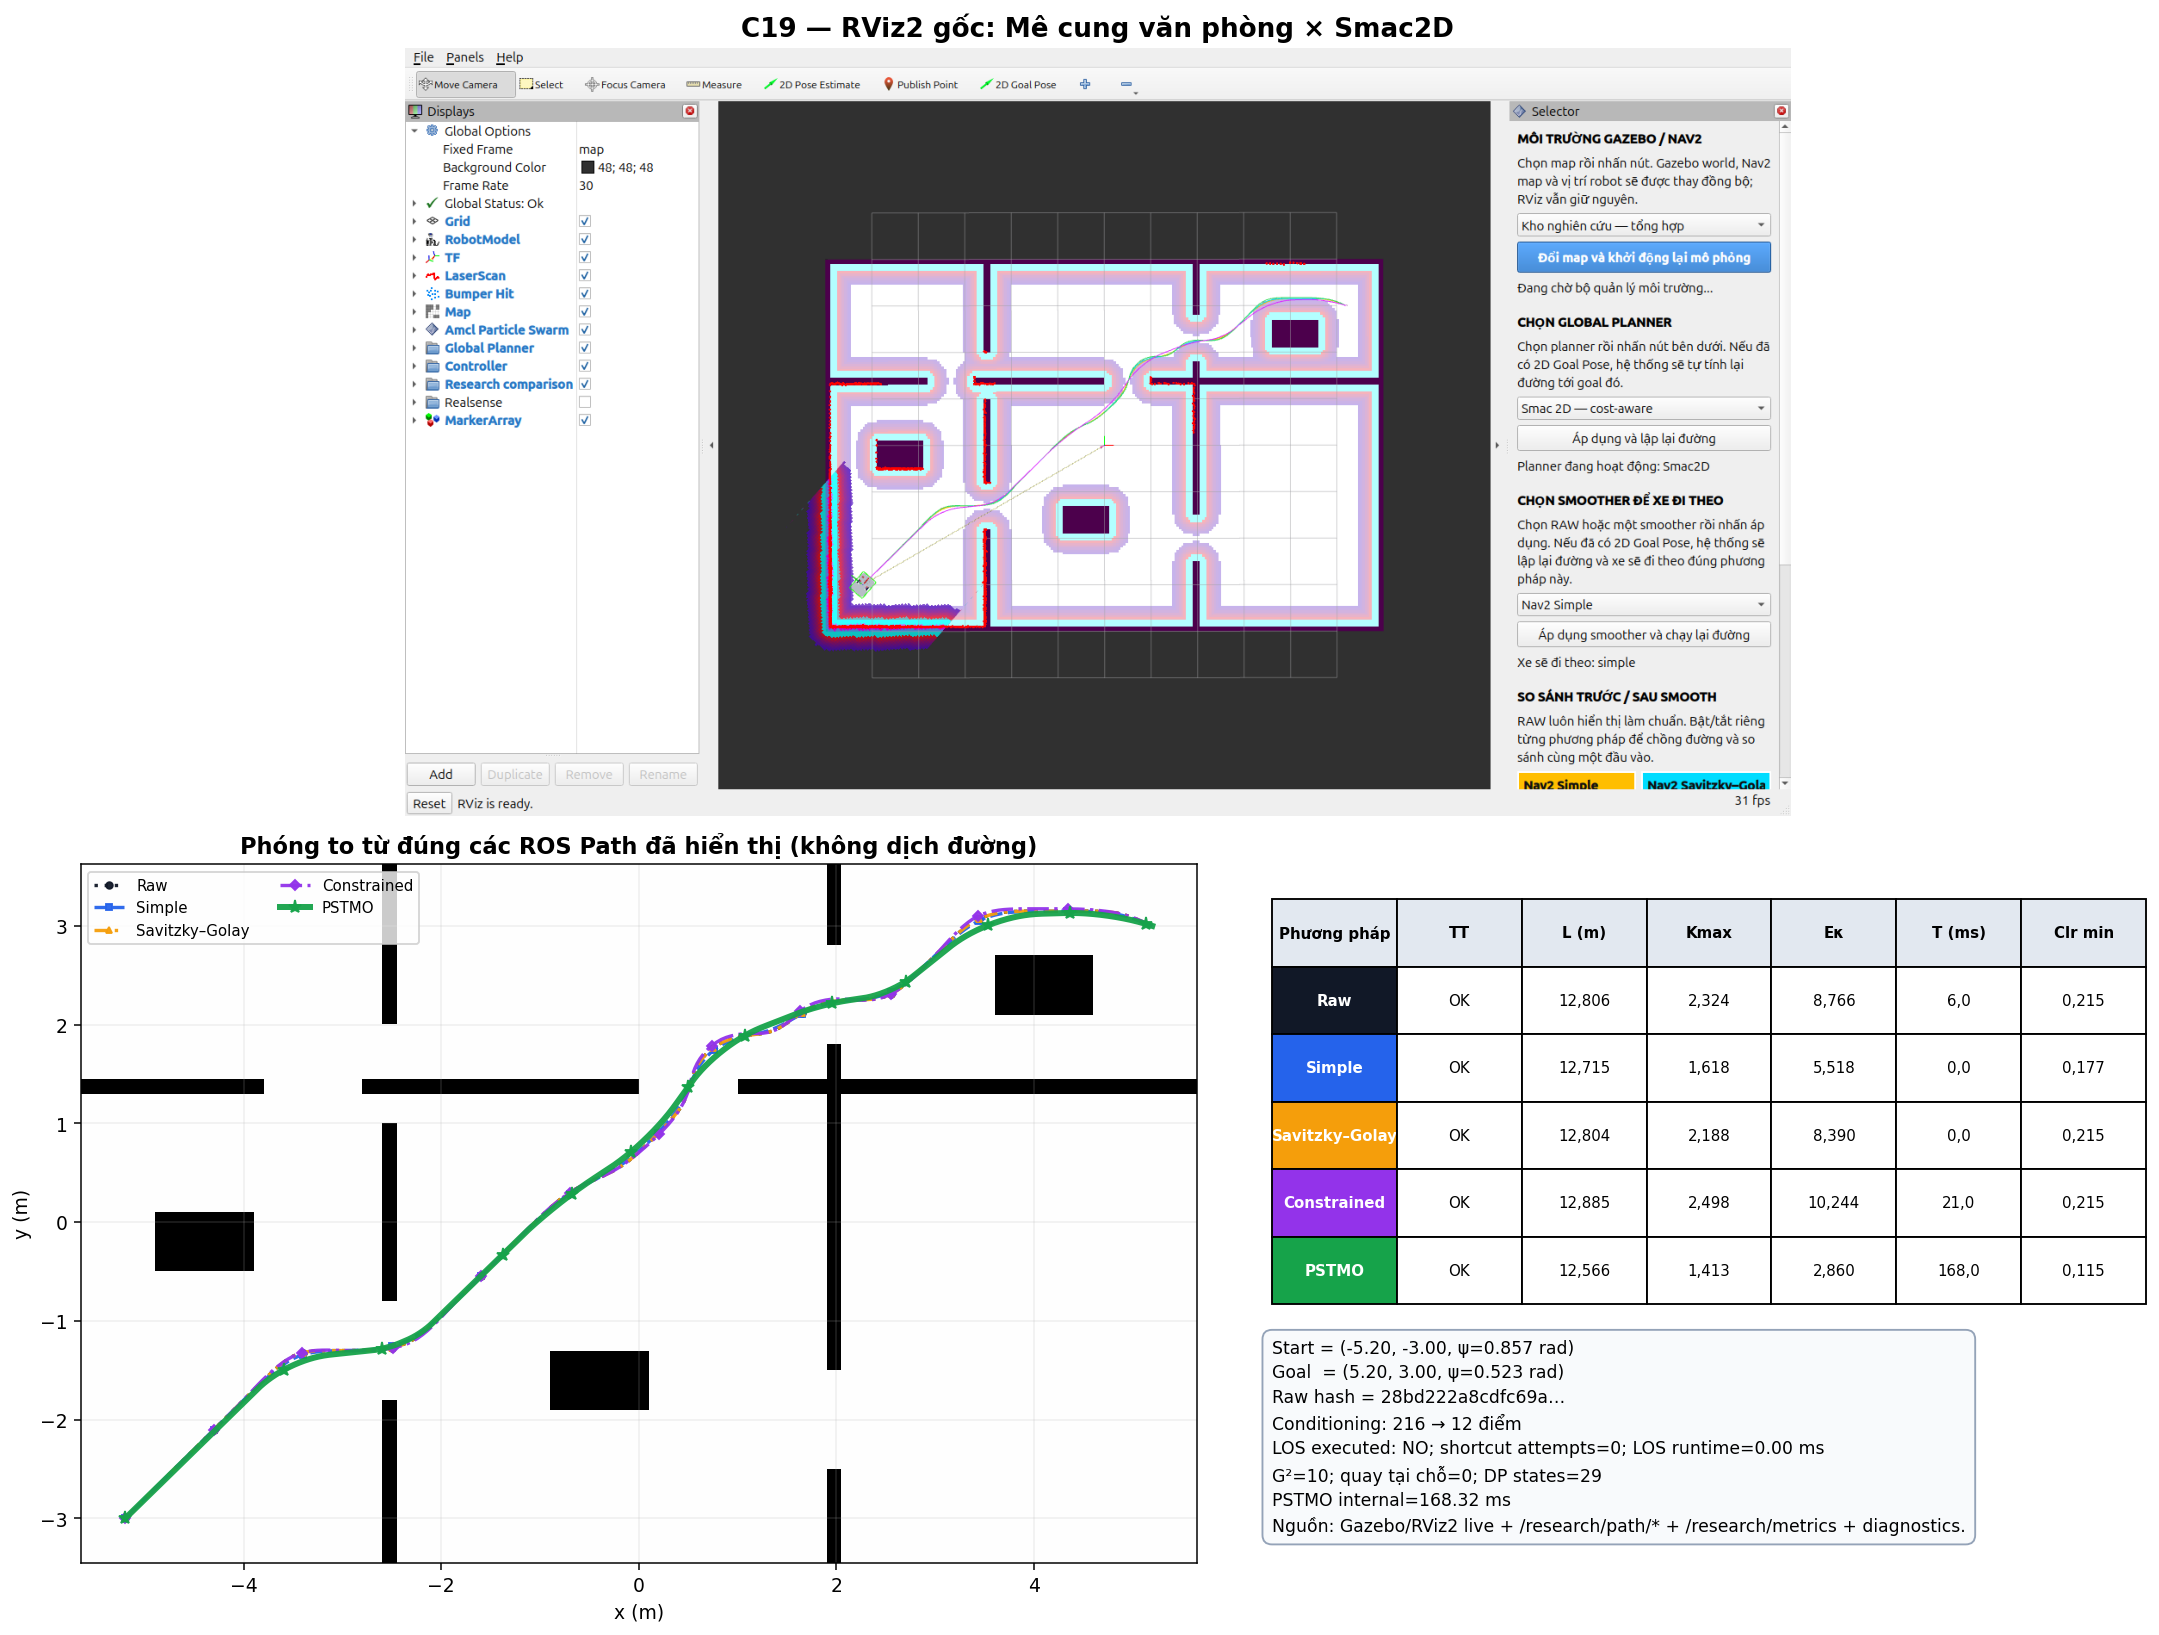 C19 — RViz2 gốc: Mê cung văn phòng × Smac2D
File Panels Help
Move Camera Select Focus Camera Measure 2D Pose Estimate Publish Point 2D Goal Pose
Displays
Global Options
Fixed Frame map
Background Color 48; 48; 48
Frame Rate 30
Global Status: Ok
Grid
RobotModel
TF
LaserScan
Bumper Hit
Map
Amcl Particle Swarm
Global Planner
Controller
Research comparison
Realsense
MarkerArray
Add Duplicate Remove Rename
Reset RViz is ready.
Selector
MÔI TRƯỜNG GAZEBO / NAV2
Chọn map rồi nhấn nút. Gazebo world, Nav2
map và vị trí robot sẽ được thay đồng bộ;
RViz vẫn giữ nguyên.
Kho nghiên cứu — tổng hợp
Đổi map và khởi động lại mô phỏng
Đang chờ bộ quản lý môi trường...
CHỌN GLOBAL PLANNER
Chọn planner rồi nhấn nút bên dưới. Nếu đã
có 2D Goal Pose, hệ thống sẽ tự tính lại
đường tới goal đó.
Smac 2D — cost-aware
Áp dụng và lập lại đường
Planner đang hoạt động: Smac2D
CHỌN SMOOTHER ĐỂ XE ĐI THEO
Chọn RAW hoặc một smoother rồi nhấn áp
dụng. Nếu đã có 2D Goal Pose, hệ thống sẽ
lập lại đường và xe sẽ đi theo đúng phương
pháp này.
Nav2 Simple
Áp dụng smoother và chạy lại đường
Xe sẽ đi theo: simple
SO SÁNH TRƯỚC / SAU SMOOTH
RAW luôn hiển thị làm chuẩn. Bật/tắt riêng
từng phương pháp để chồng đường và so
sánh cùng một đầu vào.
Nav2 Simple Nav2 Savitzky–Gola
31 fps
Phóng to từ đúng các ROS Path đã hiển thị (không dịch đường)
Raw
Simple
Savitzky–Golay
Constrained
PSTMO
3
2
1
0
−1
−2
−3
y (m)
−4 −2 0 2 4
x (m)
Phương pháp TT L (m) Kmax Eκ T (ms) Clr min
Raw OK 12,806 2,324 8,766 6,0 0,215
Simple OK 12,715 1,618 5,518 0,0 0,177
Savitzky–Golay OK 12,804 2,188 8,390 0,0 0,215
Constrained OK 12,885 2,498 10,244 21,0 0,215
PSTMO OK 12,566 1,413 2,860 168,0 0,115
Start = (-5.20, -3.00, ψ=0.857 rad)
Goal = (5.20, 3.00, ψ=0.523 rad)
Raw hash = 28bd222a8cdfc69a...
Conditioning: 216 → 12 điểm
LOS executed: NO; shortcut attempts=0; LOS runtime=0.00 ms
G²=10; quay tại chỗ=0; DP states=29
PSTMO internal=168.32 ms
Nguồn: Gazebo/RViz2 live + /research/path/* + /research/metrics + diagnostics.